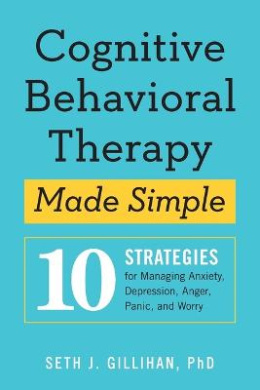 Cognitive
Behavioral
Therapy
Made Simple
10 STRATEGIES
for Managing Anxiety,
Depression, Anger,
Panic, and Worry
SETH J. GILLIHAN, PhD